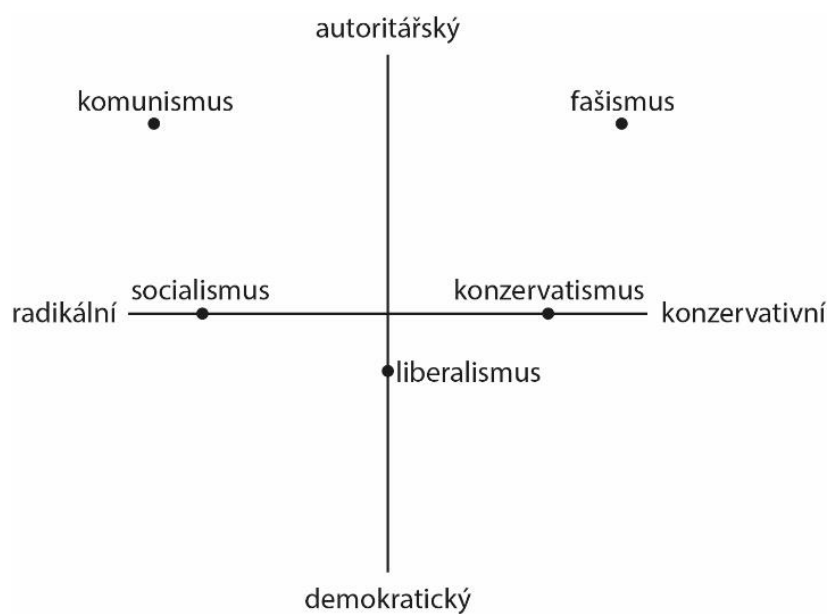 autoritářský
komunismus
fašismus
socialismus
konzervatismus
radikální
konzervativní
liberalismus
demokratický